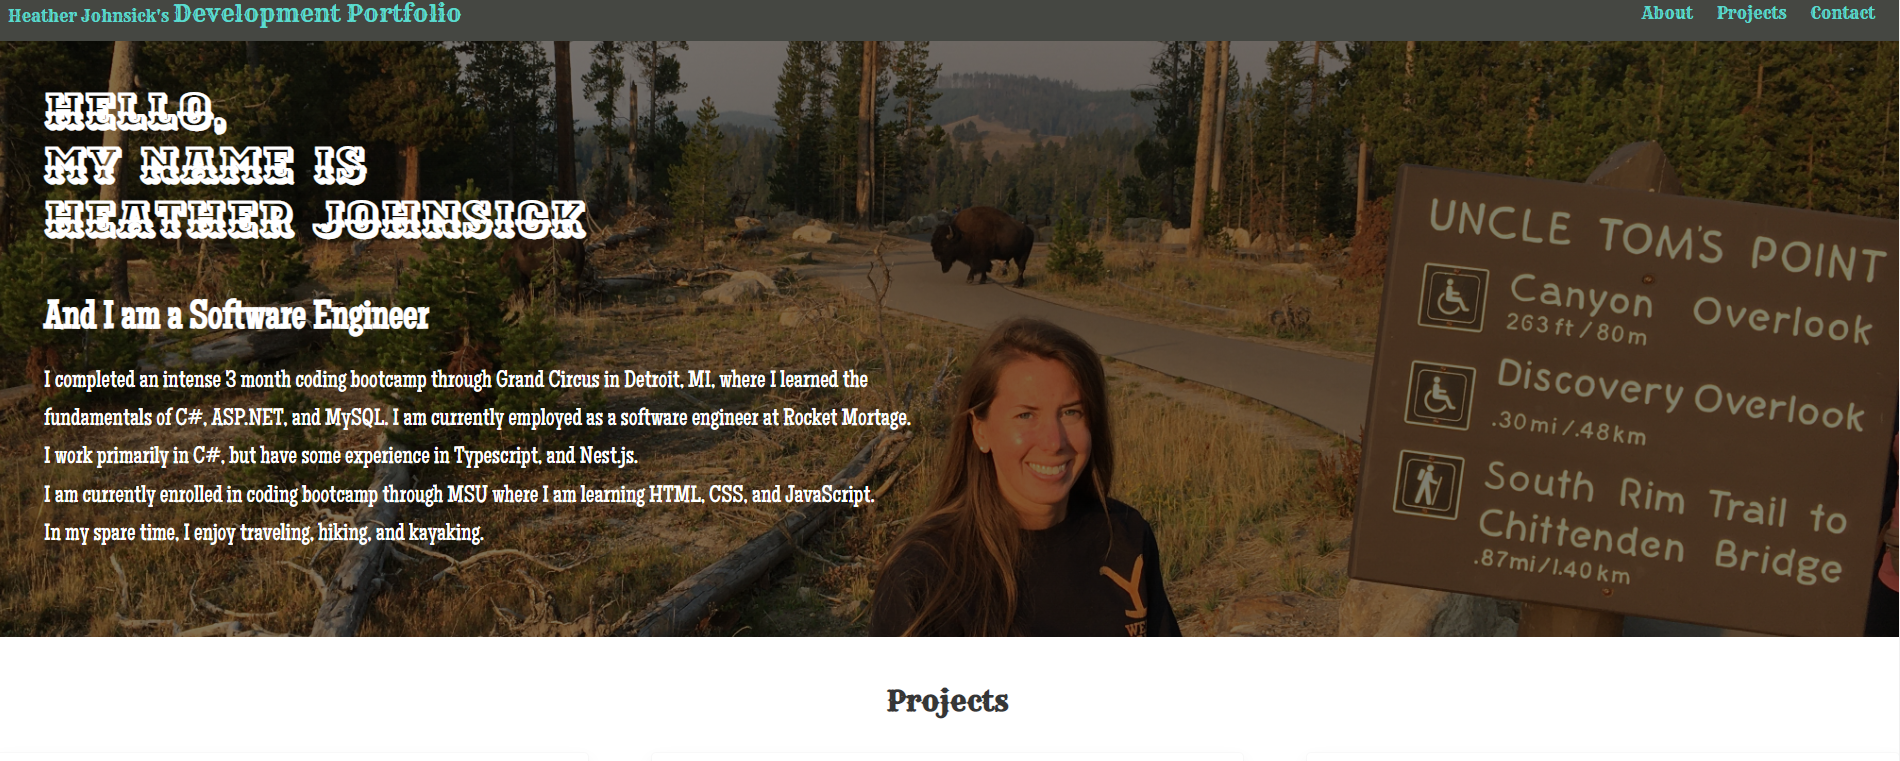 Heather Johnsick's Development Portfolio
About Projects Contact
HELLO,
MY NAME IS
HEATHER JOHNSICK
And I am a Software Engineer
I completed an intense 3 month coding bootcamp through Grand Circus in Detroit, MI, where I learned the
fundamentals of C#, ASP.NET, and MySQL. I am currently employed as a software engineer at Rocket Mortage.
I work primarily in C#, but have some experience in Typescript, and Nest.js.
I am currently enrolled in coding bootcamp through MSU where I am learning HTML, CSS, and JavaScript.
In my spare time, I enjoy traveling, hiking, and kayaking.
UNCLE TOM'S POINT
Canyon Overlook
263 ft / 80 m
Discovery Overlook
.30 mi / .48 km
South Rim Trail to
Chittenden Bridge
.87mi/1.40 km
Y
WE
Projects